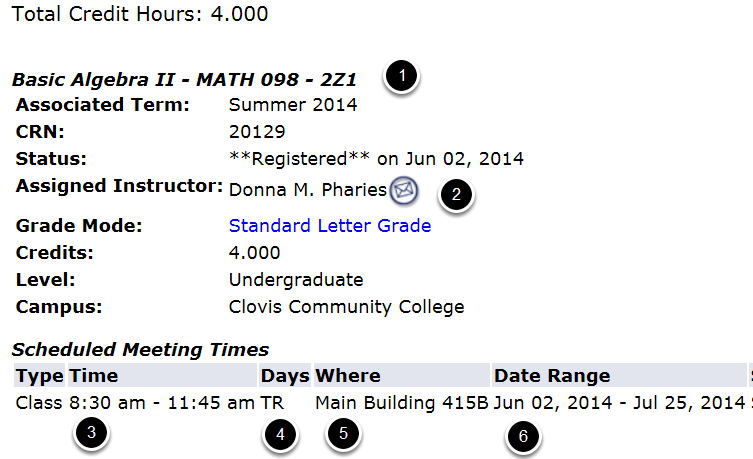 Total Credit Hours: 4.000
Basic Algebra II - MATH 098 - 2Z1 1
Associated Term: Summer 2014
CRN: 20129
Status: **Registered** on Jun 02, 2014
Assigned Instructor: Donna M. Pharies 2
Grade Mode: Standard Letter Grade
Credits: 4.000
Level: Undergraduate
Campus: Clovis Community College
Scheduled Meeting Times
Type Time Days Where Date Range
Class 8:30 am - 11:45 am TR Main Building 415B Jun 02, 2014 - Jul 25, 2014
3 4 5 6